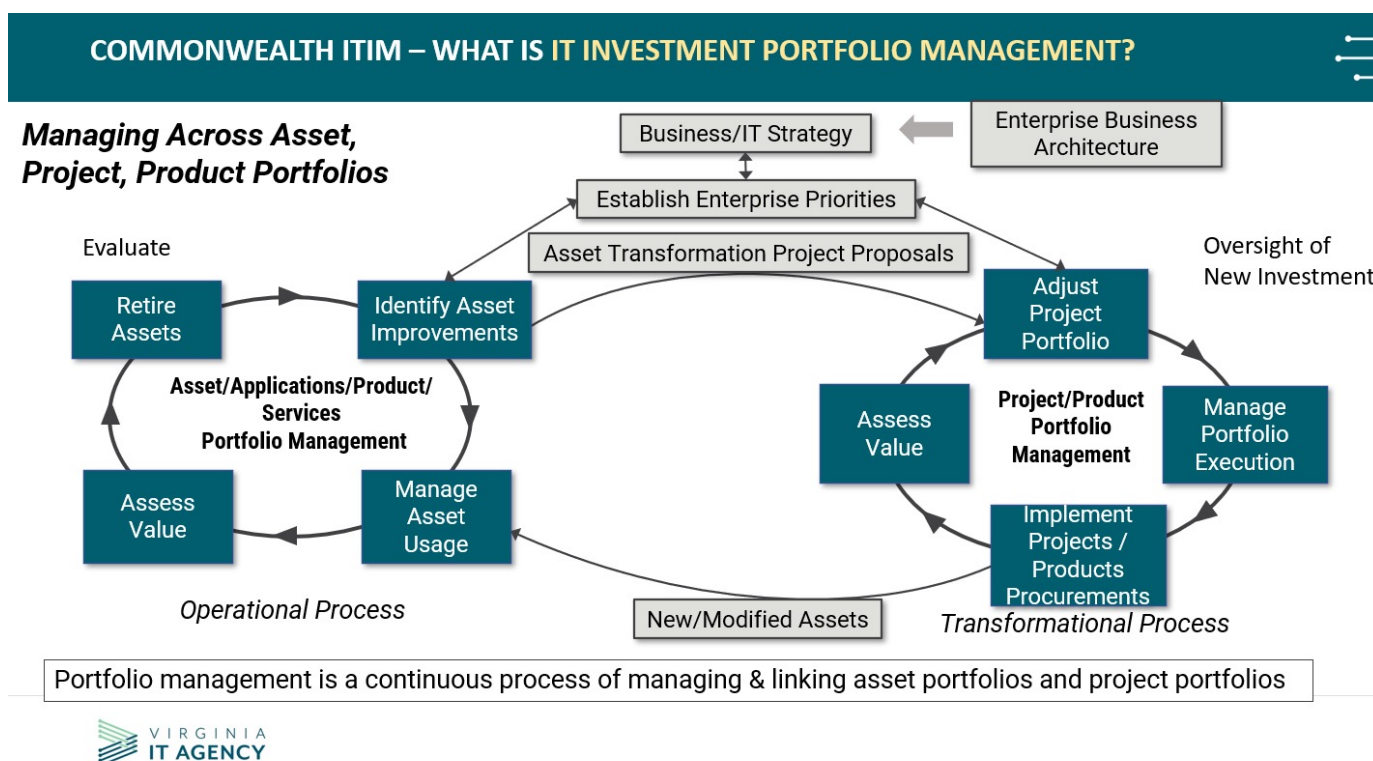 COMMONWEALTH ITIM – WHAT IS IT INVESTMENT PORTFOLIO MANAGEMENT?
Managing Across Asset,
Project, Product Portfolios
Business/IT Strategy
Enterprise Business
Architecture
Establish Enterprise Priorities
Asset Transformation Project Proposals
Evaluate
Oversight of
New Investment
Retire
Assets
Identify Asset
Improvements
Adjust
Project
Portfolio
Asset/Applications/Product/
Services
Portfolio Management
Assess
Value
Project/Product
Portfolio
Management
Manage
Portfolio
Execution
Assess
Value
Manage
Asset
Usage
Implement
Projects /
Products
Procurements
Operational Process
New/Modified Assets
Transformational Process
Portfolio management is a continuous process of managing & linking asset portfolios and project portfolios
VIRGINIA
IT AGENCY